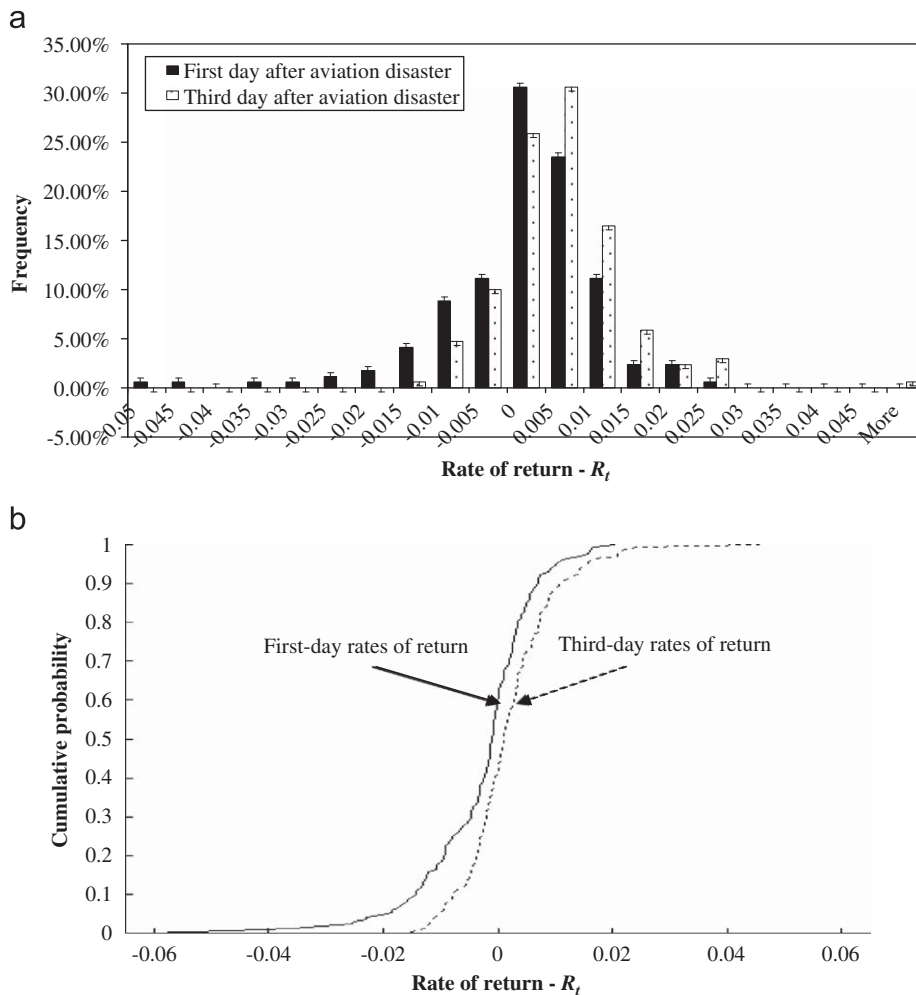 a
35.00%
First day after aviation disaster
Third day after aviation disaster
30.00%
25.00%
20.00%
15.00%
10.00%
5.00%
0.00%
-5.00%
Frequency
-0.05 -0.045 -0.04 -0.035 -0.03 -0.025 -0.02 -0.015 -0.01 -0.005 0 0.005 0.01 0.015 0.02 0.025 0.03 0.035 0.04 0.045 More
Rate of return - Rt
b
1
0.9
0.8
0.7
0.6
0.5
0.4
0.3
0.2
0.1
0
Cumulative probability
First-day rates of return
Third-day rates of return
-0.06 -0.04 -0.02 0 0.02 0.04 0.06
Rate of return - Rt